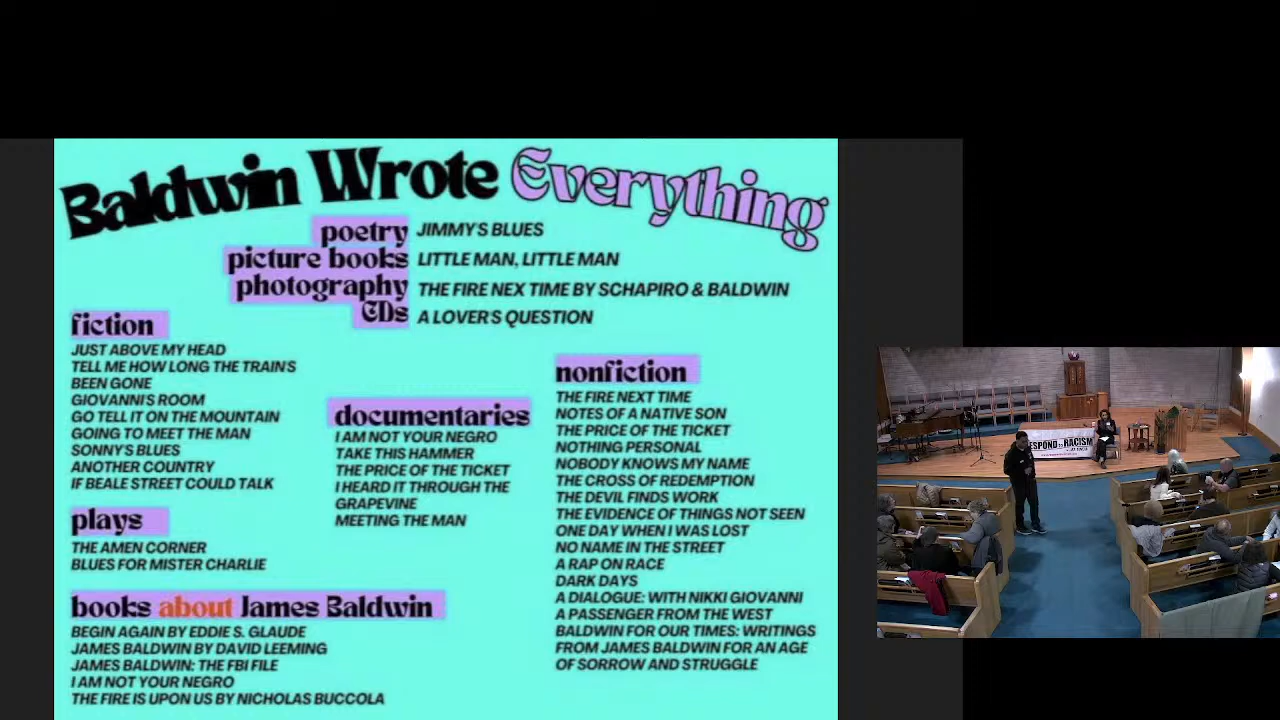 Baldwin Wrote Everything
poetry JIMMY'S BLUES
picture books LITTLE MAN, LITTLE MAN
photography THE FIRE NEX TIME BY SCHAPIRO & BALDWIN
CDs A LOVER'S QUESTION
fiction
JUST ABOVE MY HEAD
TELL ME HOW LONG THE TRAIN'S
BEEN GONE
GIOVANNI'S ROOM
GO TELL IT ON THE MOUNTAIN
GOING TO MEET THE MAN
SONNY'S BLUES
ANOTHER COUNTRY
IF BEALE STREET COULD TALK
plays
THE AMEN CORNER
BLUES FOR MISTER CHARLIE
documentaries
I AM NOT YOUR NEGRO
TAKE THIS HAMMER
THE PRICE OF THE TICKET
I HEARD IT THROUGH THE
GRAPEVINE
MEETING THE MAN
books about James Baldwin
BEGIN AGAIN BY EDDIE S. GLAUDE
JAMES BALDWIN BY DAVID LEEMING
JAMES BALDWIN: THE FBI FILE
I AM NOT YOUR NEGRO
THE FIRE IS UPON US BY NICHOLAS BUCCOLA
nonfiction
THE FIRE NEXT TIME
NOTES OF A NATIVE SON
THE PRICE OF THE TICKET
NOTHING PERSONAL
NOBODY KNOWS MY NAME
THE CROSS OF REDEMPTION
THE DEVIL FINDS WORK
THE EVIDENCE OF THINGS NOT SEEN
ONE DAY WHEN I WAS LOST
NO NAME IN THE STREET
A RAP ON RACE
DARK DAYS
A DIALOGUE: WITH NIKKI GIOVANNI
A PASSENGER FROM THE WEST
BALDWIN FOR OUR TIMES: WRITINGS
FROM JAMES BALDWIN FOR AN AGE
OF SORROW AND STRUGGLE
RESPOND TO RACISM